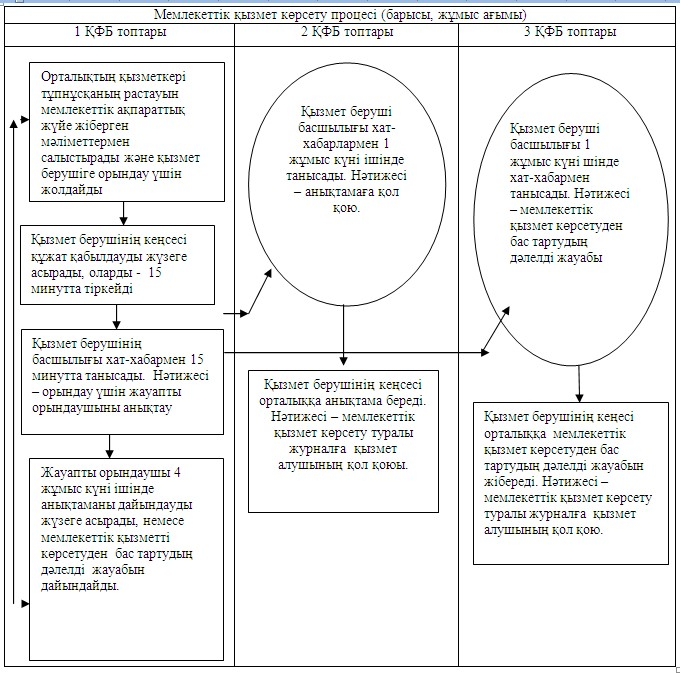 Мемлекеттік қызмет көрсету процесі (барысы, жұмыс ағымы)
1 ҚФБ топтары
2 ҚФБ топтары
3 ҚФБ топтары
Орталықтың қызметкері
тұпнұсқаның растауын
мемлекеттік ақпараттық
жүйе жіберген
мәліметтермен
салыстырады және қызмет
берушіге орындау үшін
жолдайды
Қызмет берушінің кеңсесі
құжат қабылдауды жүзеге
асырады, оларды - 15
минутта тіркейді
Қызмет берушінің
басшылығы хат-хабармен 15
минутта танысады. Нәтижесі
– орындау үшін жауапты
орындаушыны анықтау
Жауапты орындаушы 4
жұмыс күні ішінде
анықтаманы дайындауды
жүзеге асырады, немесе
мемлекеттік қызметті
көрсетуден бас тартудың
дәлелді жауабын
дайындайды.
Қызмет беруші
басшылығы хат-
хабарлармен 1
жұмыс күні ішінде
танысады. Нәтижесі
– анықтамаға қол
қою.
Қызмет берушінің кеңсесі
орталыққа анықтама береді.
Нәтижесі – мемлекеттік
қызмет көрсету туралы
журналға қызмет
алушының қол қоюы.
Қызмет беруші
басшылығы 1
жұмыс күні шінде
хат-хабармен
танысады. Нәтижесі
– мемлекеттік
қызмет көрсетуден
бас тартудың
дәлелді жауабы
Қызмет берушінің кеңесі
орталыққа мемлекеттік
қызмет көрсетуден бас
тартудың дәлелді жауабын
жібереді. Нәтижесі –
мемлекеттік қызмет көрсету
туралы журналға қызмет
алушының қол қою.